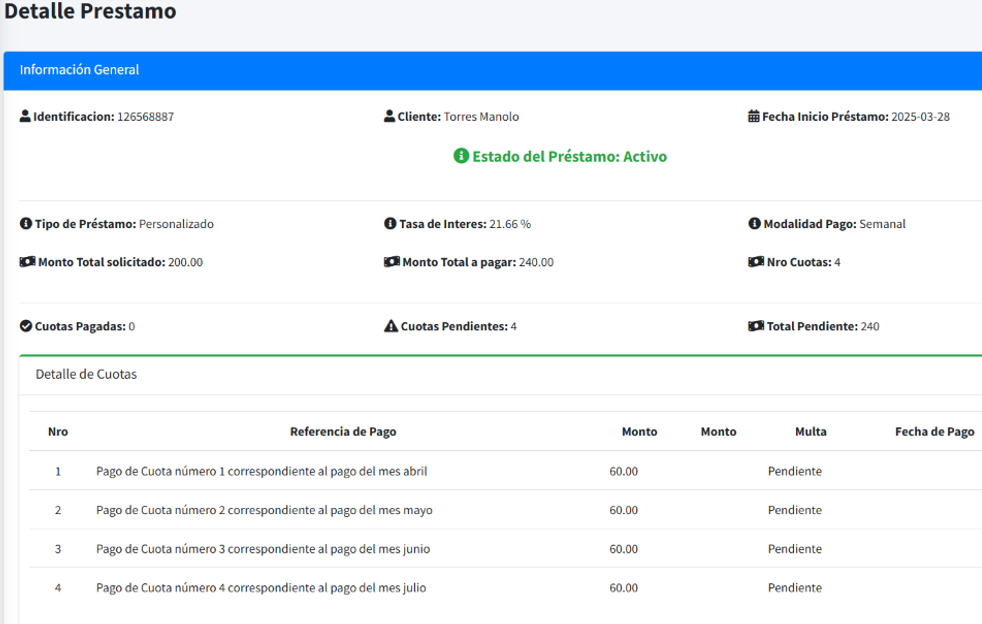 Detalle Prestamo
Información General
Identificacion: 126568887 Cliente: Torres Manolo Fecha Inicio Préstamo: 2025-03-28
Estado del Préstamo: Activo
Tipo de Préstamo: Personalizado Tasa de Interes: 21.66 % Modalidad Pago: Semanal
Monto Total solicitado: 200.00 Monto Total a pagar: 240.00 Nro Cuotas: 4
Cuotas Pagadas: 0 Cuotas Pendientes: 4 Total Pendiente: 240
Detalle de Cuotas
Nro Referencia de Pago Monto Monto Multa Fecha de Pago
1 Pago de Cuota número 1 correspondiente al pago del mes abril 60.00 Pendiente
2 Pago de Cuota número 2 correspondiente al pago del mes mayo 60.00 Pendiente
3 Pago de Cuota número 3 correspondiente al pago del mes junio 60.00 Pendiente
4 Pago de Cuota número 4 correspondiente al pago del mes julio 60.00 Pendiente